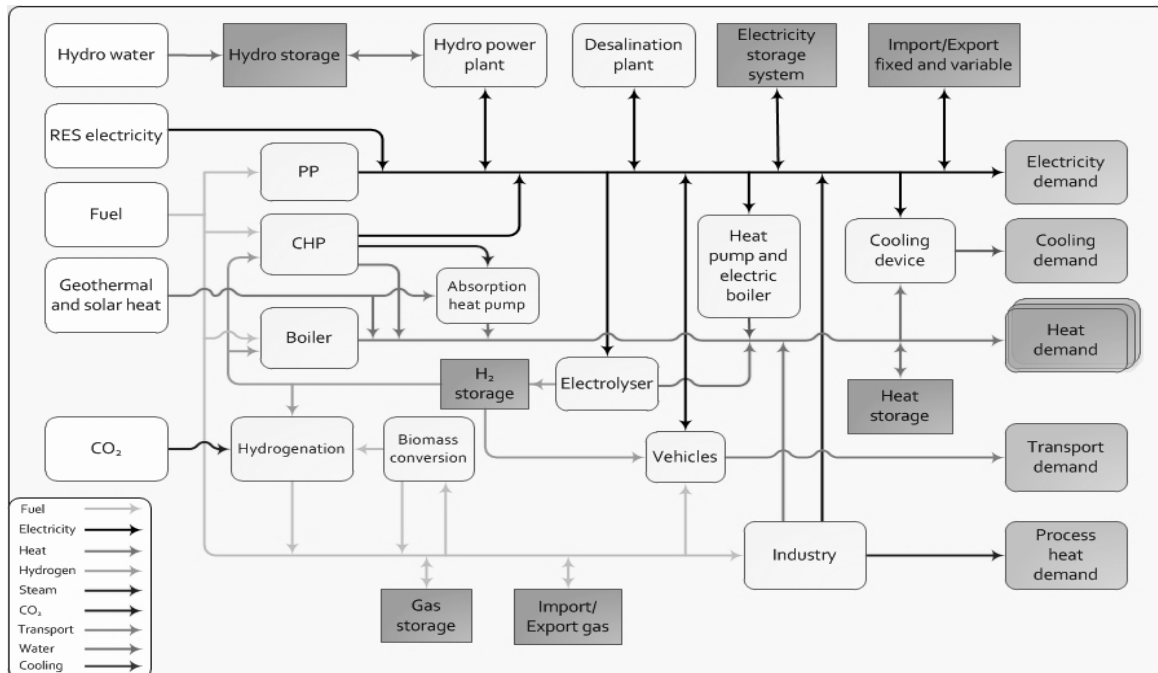 Hydro water
Hydro storage
Hydro power
plant
Desalination
plant
Electricity
storage
system
Import/Export
fixed and variable
RES electricity
PP
Electricity
demand
Fuel
CHP
Heat
pump and
electric
boiler
Cooling
device
Cooling
demand
Geothermal
and solar heat
Absorption
heat pump
Boiler
Heat
demand
H₂
storage
Electrolyser
Heat
storage
CO₂
Hydrogenation
Biomass
conversion
Vehicles
Transport
demand
Industry
Process
heat
demand
Gas
storage
Import/
Export gas
Fuel
Electricity
Heat
Hydrogen
Steam
CO₂
Transport
Water
Cooling